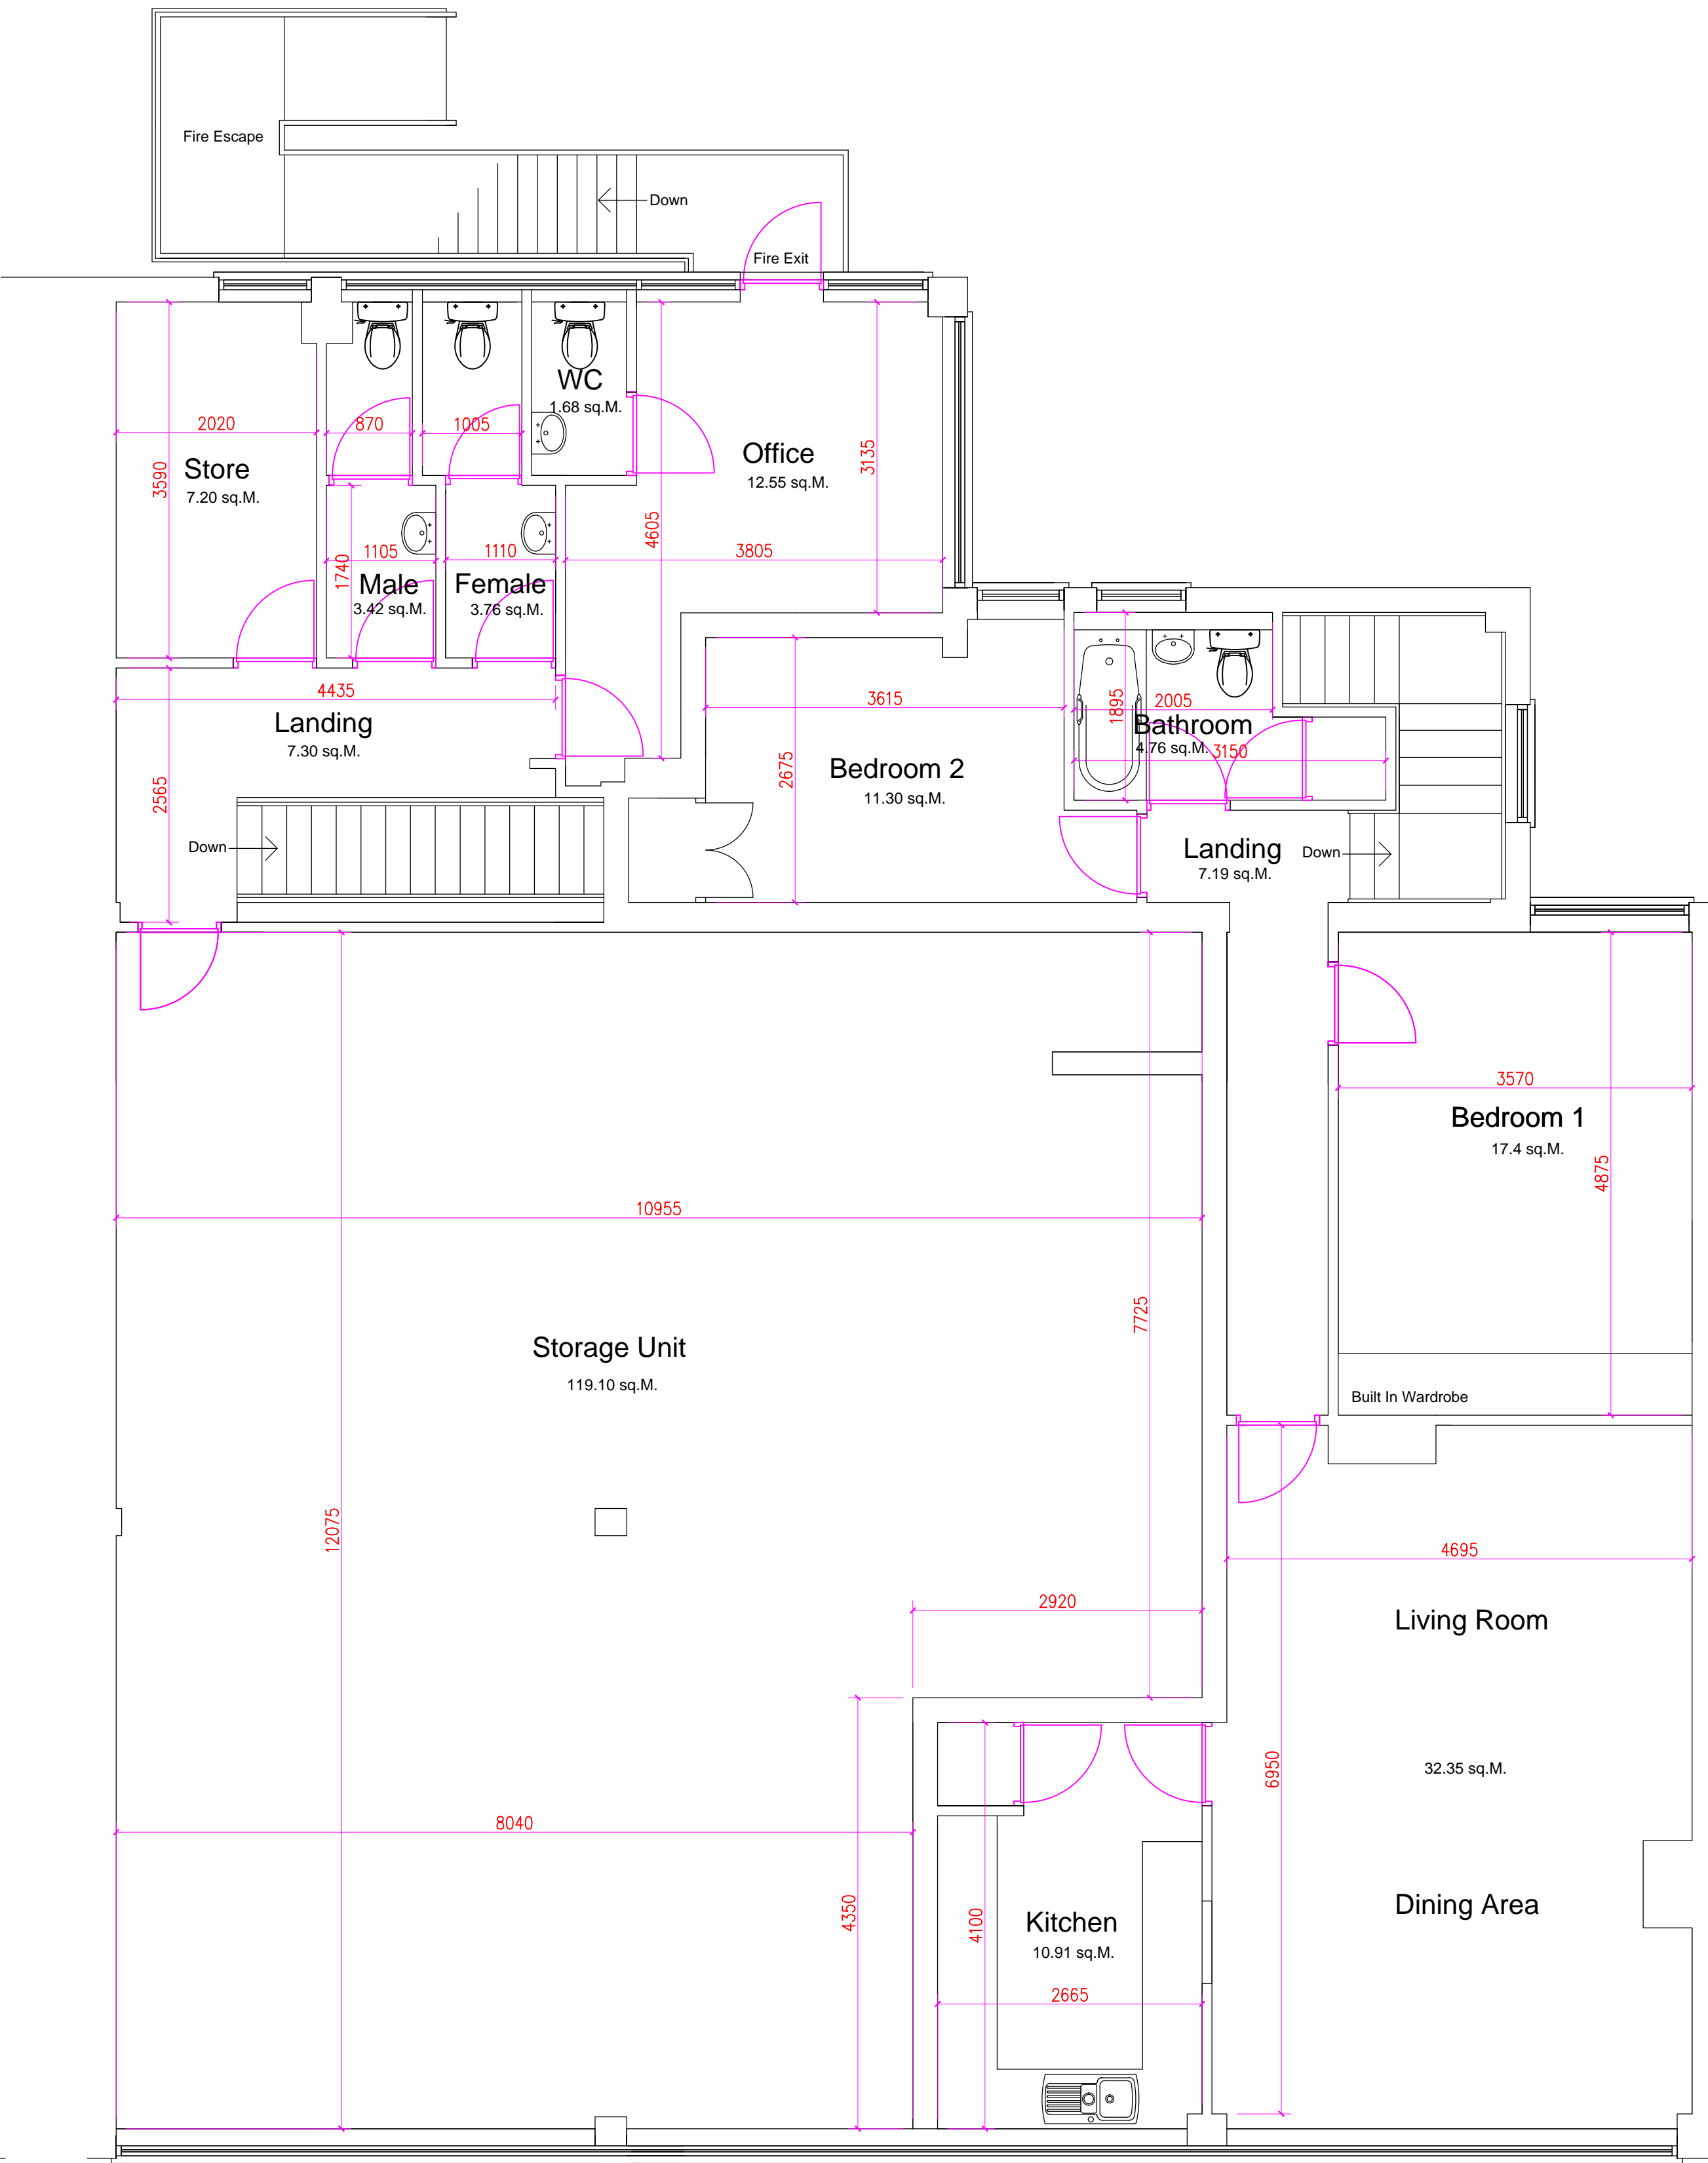 Fire Escape
Down
Fire Exit
WC
1.68 sq.M.
2020
870
1005
Office
12.55 sq.M.
3135
Store
7.20 sq.M.
3590
4605
1740
1105
1110
3805
Male
3.42 sq.M.
Female
3.76 sq.M.
4435
Landing
7.30 sq.M.
2565
3615
1895
2005
Bathroom
4.76 sq.M.
3150
2675
Bedroom 2
11.30 sq.M.
Down
Landing
7.19 sq.M.
Down
3570
Bedroom 1
17.4 sq.M.
4875
10955
7725
Storage Unit
119.10 sq.M.
Built In Wardrobe
12075
4695
2920
Living Room
6950
32.35 sq.M.
8040
4350
4100
Dining Area
Kitchen
10.91 sq.M.
2665